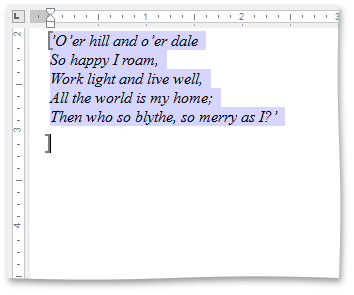 L 1 2 3
2
’O’er hill and o’er dale
So happy I roam,
Work light and live well,
All the world is my home;
Then who so blythe, so merry as I?’
3
4